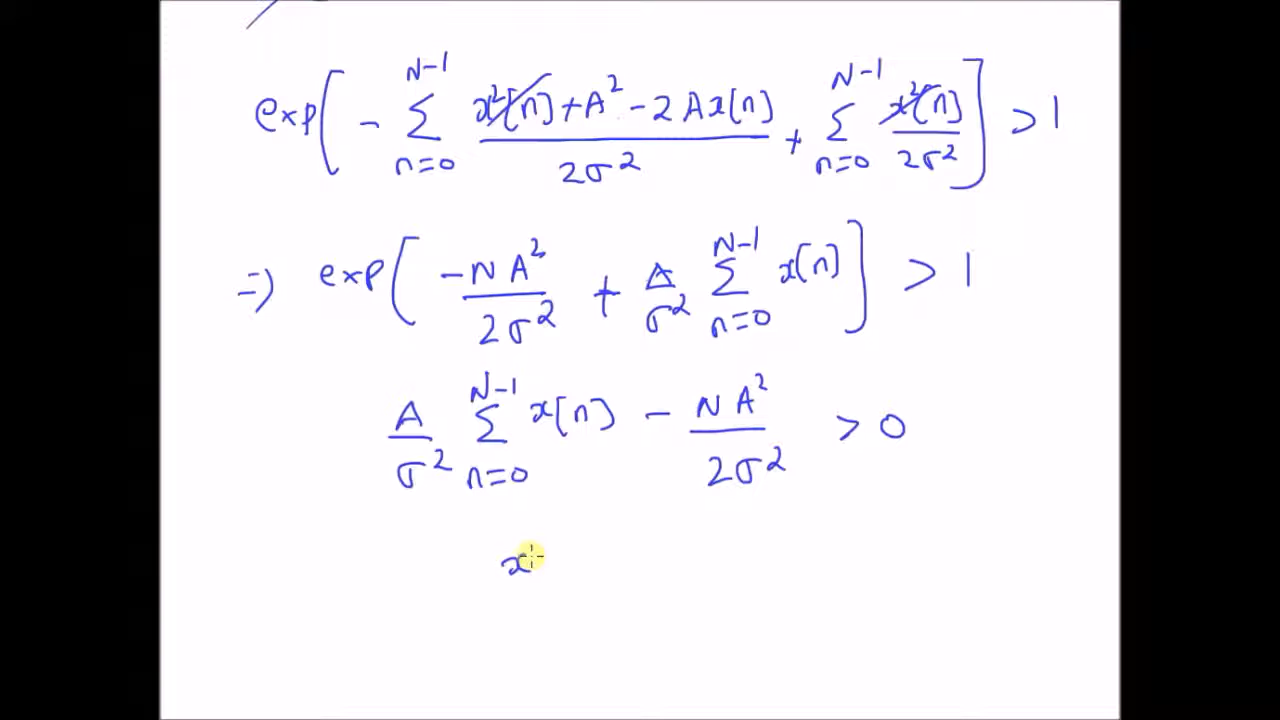 exp[ - Σ_{n=0}^{N-1} (x²[n] + A² - 2Ax[n]) / 2σ² + Σ_{n=0}^{N-1} x²[n] / 2σ² ] > 1
=> exp[ -NA² / 2σ² + A/σ² Σ_{n=0}^{N-1} x[n] ] > 1
A/σ² Σ_{n=0}^{N-1} x[n] - NA² / 2σ² > 0
x